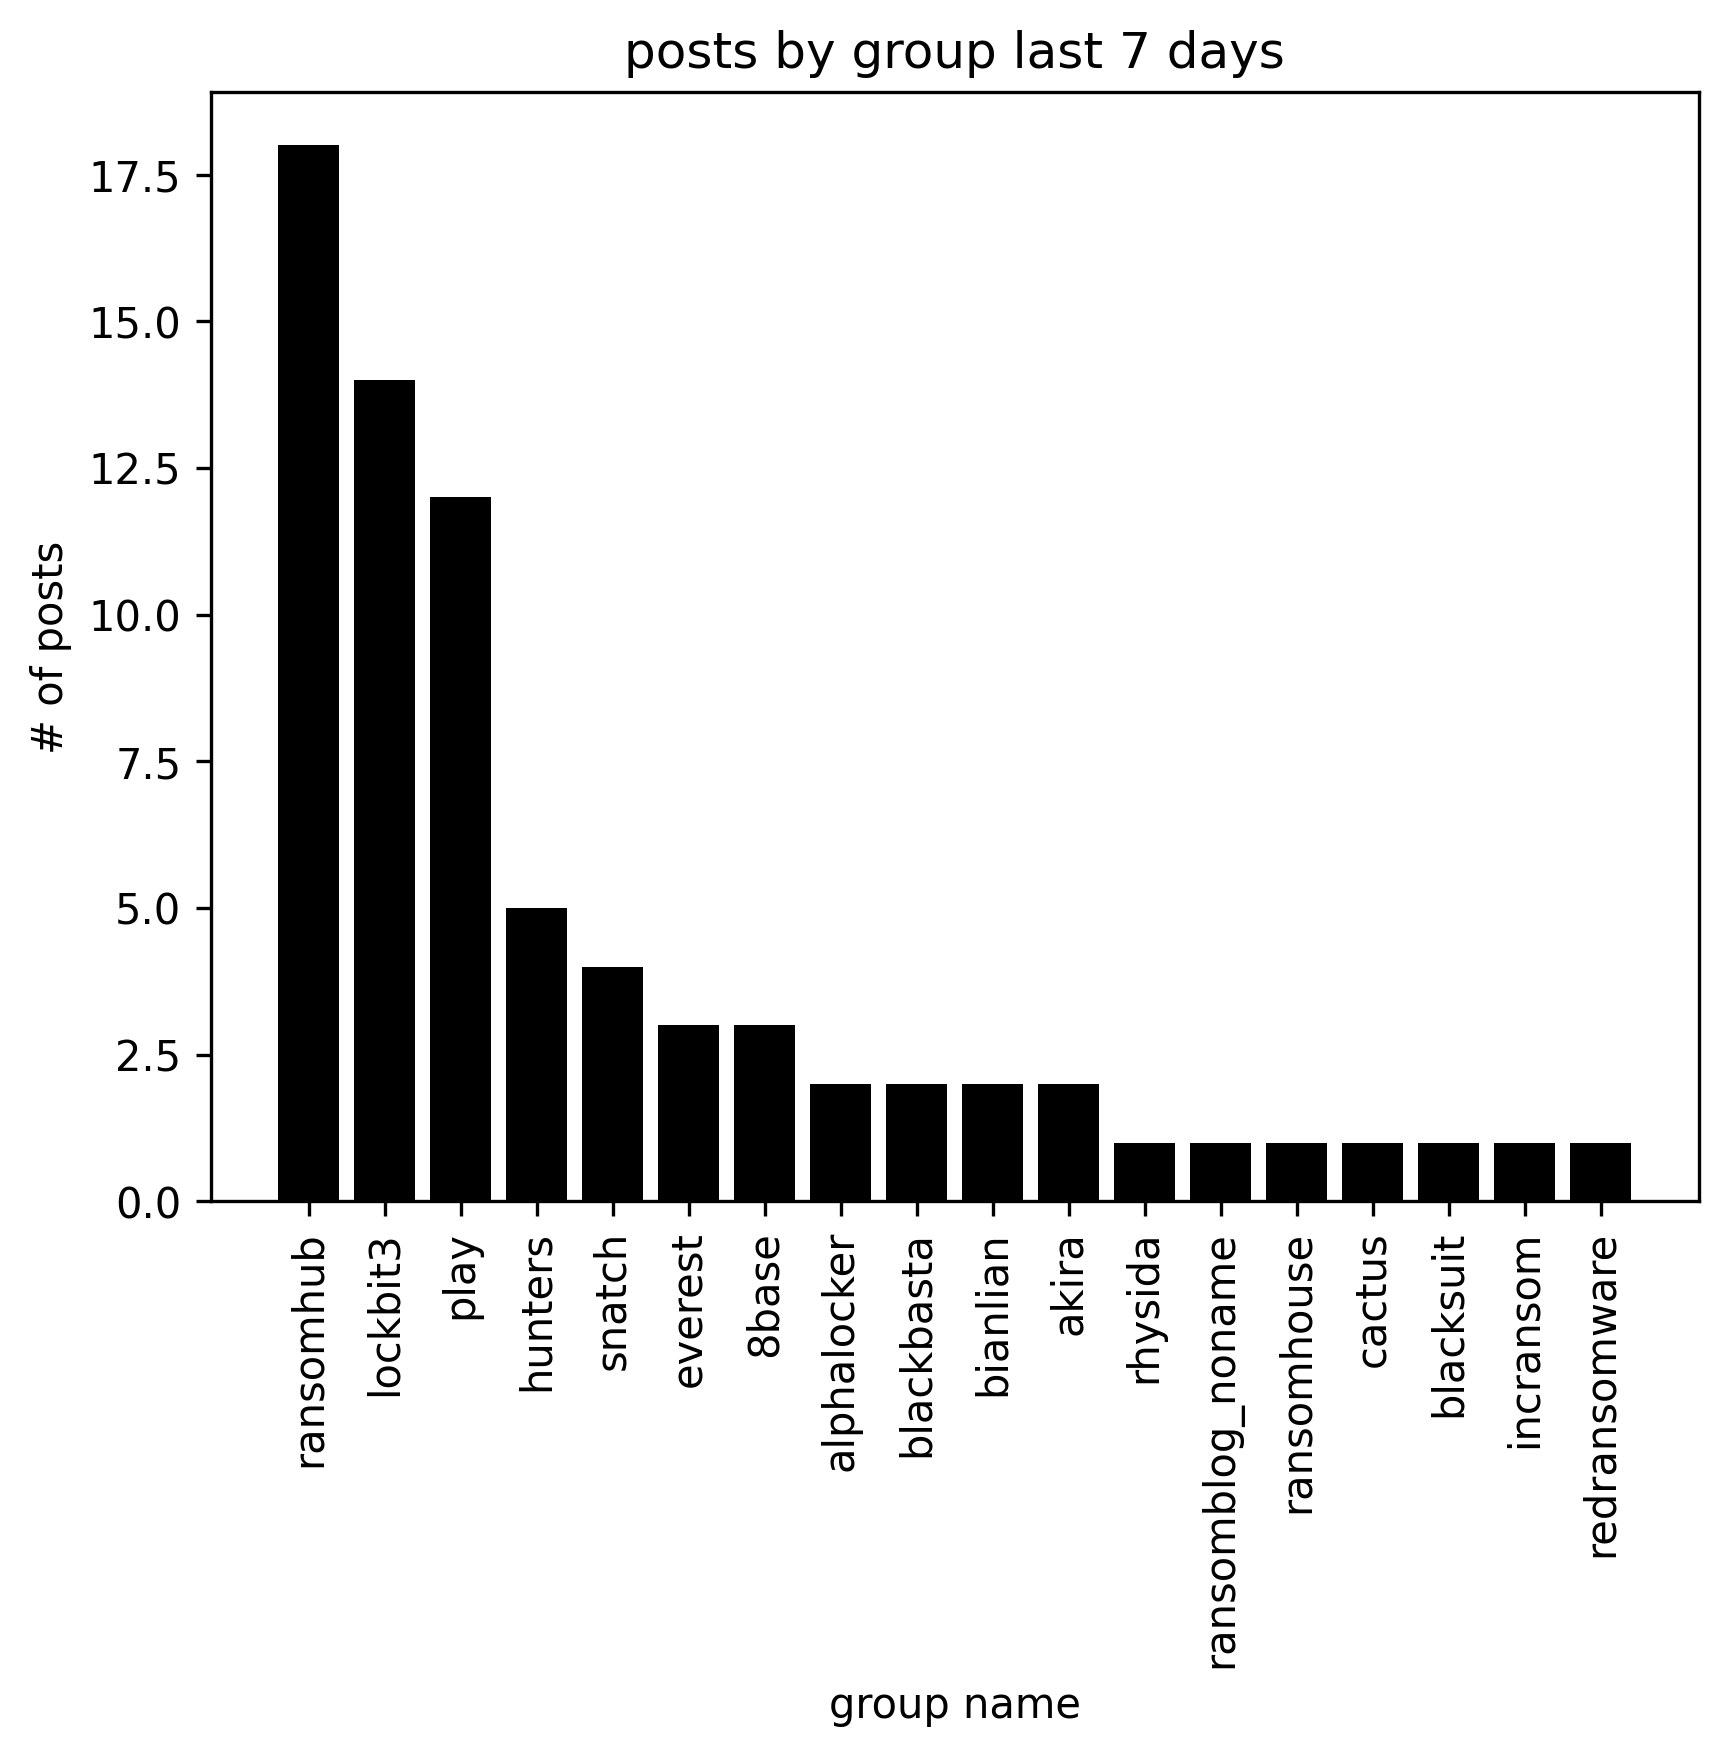 posts by group last 7 days
# of posts
17.5
15.0
12.5
10.0
7.5
5.0
2.5
0.0
ransomhub
lockbit3
play
hunters
snatch
everest
8base
alphalocker
blackbasta
bianlian
akira
rhysida
ransomblog_noname
ransomhouse
cactus
blacksuit
incransom
redransomware
group name